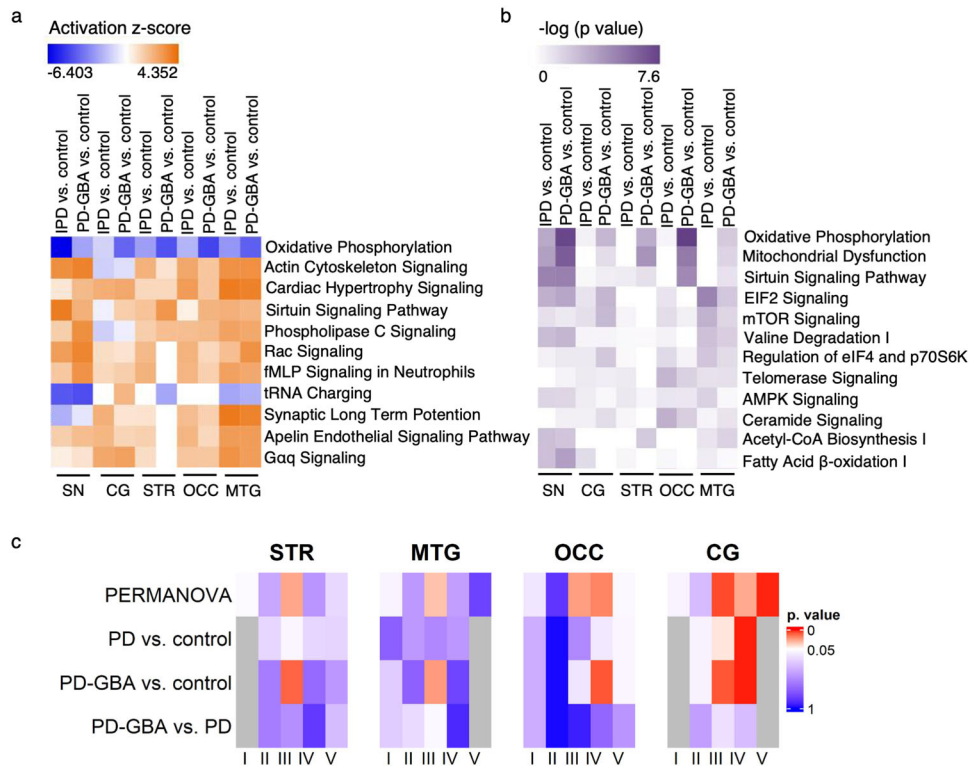 a
Activation z-score
-6.403 4.352
IPD vs. control
PD-GBA vs. control
IPD vs. control
PD-GBA vs. control
IPD vs. control
PD-GBA vs. control
IPD vs. control
PD-GBA vs. control
IPD vs. control
PD-GBA vs. control
Oxidative Phosphorylation
Actin Cytoskeleton Signaling
Cardiac Hypertrophy Signaling
Sirtuin Signaling Pathway
Phospholipase C Signaling
Rac Signaling
fMLP Signaling in Neutrophils
tRNA Charging
Synaptic Long Term Potention
Apelin Endothelial Signaling Pathway
Gαq Signaling
SN CG STR OCC MTG
b
-log (p value)
0 7.6
IPD vs. control
PD-GBA vs. control
IPD vs. control
PD-GBA vs. control
IPD vs. control
PD-GBA vs. control
IPD vs. control
PD-GBA vs. control
IPD vs. control
PD-GBA vs. control
Oxidative Phosphorylation
Mitochondrial Dysfunction
Sirtuin Signaling Pathway
EIF2 Signaling
mTOR Signaling
Valine Degradation I
Regulation of eIF4 and p70S6K
Telomerase Signaling
AMPK Signaling
Ceramide Signaling
Acetyl-CoA Biosynthesis I
Fatty Acid β-oxidation I
SN CG STR OCC MTG
c
STR MTG OCC CG
PERMANOVA
PD vs. control
PD-GBA vs. control
PD-GBA vs. PD
I II III IV V I II III IV V I II III IV V I II III IV V
p. value
0
0.05
1